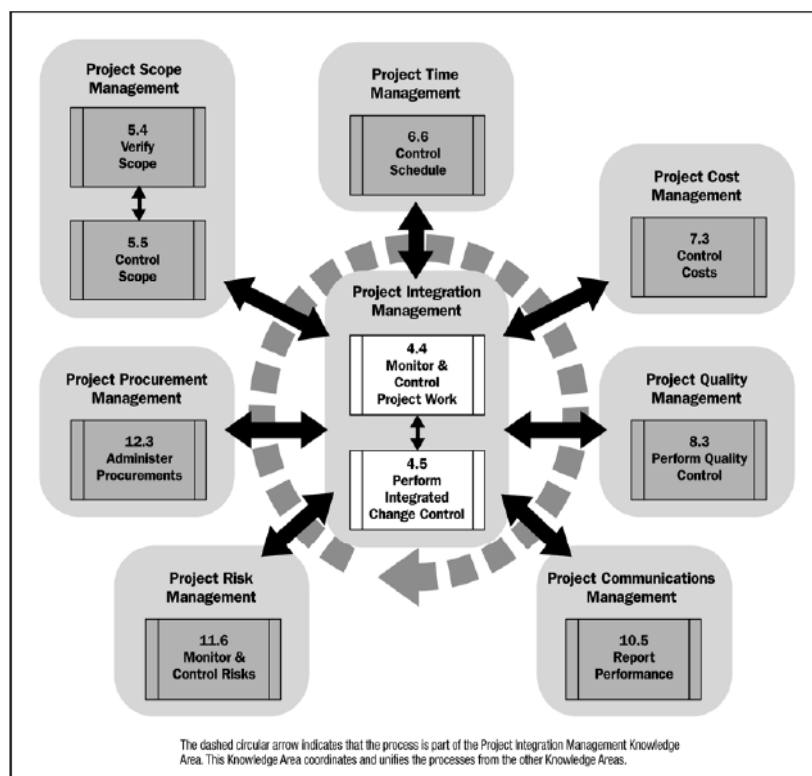 Project Scope
Management
5.4
Verify
Scope
5.5
Control
Scope
Project Time
Management
6.6
Control
Schedule
Project Cost
Management
7.3
Control
Costs
Project Integration
Management
4.4
Monitor &
Control
Project Work
4.5
Perform
Integrated
Change Control
Project Procurement
Management
12.3
Administer
Procurements
Project Quality
Management
8.3
Perform Quality
Control
Project Risk
Management
11.6
Monitor &
Control Risks
Project Communications
Management
10.5
Report
Performance
The dashed circular arrow indicates that the process is part of the Project Integration Management Knowledge
Area. This Knowledge Area coordinates and unifies the processes from the other Knowledge Areas.